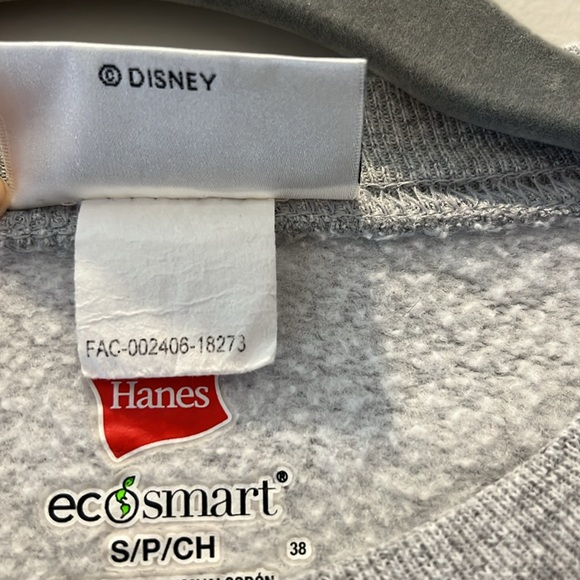 © DISNEY
FAC-002406-18273
Hanes
ecosmart®
S/P/CH 38